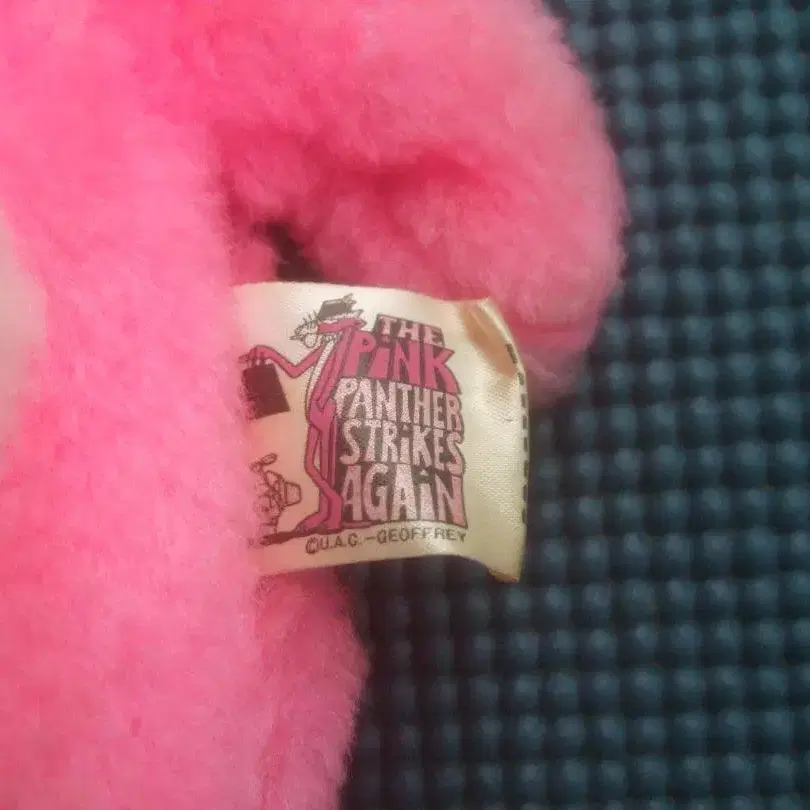 THE
PiNK
PANTHER
STRiKES
AGAiN
©U.A.C.-GEOFFREY